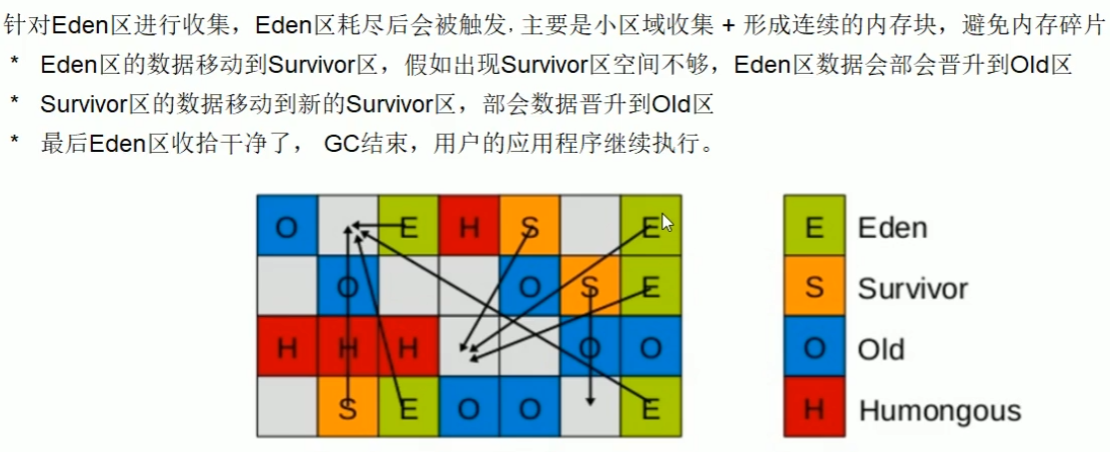 针对Eden区进行收集，Eden区耗尽后会被触发，主要是小区域收集 + 形成连续的内存块，避免内存碎片
* Eden区的数据移动到Survivor区，假如出现Survivor区空间不够，Eden区数据会部会晋升到Old区
* Survivor区的数据移动到新的Survivor区，部会数据晋升到Old区
* 最后Eden区收拾干净了， GC结束，用户的应用程序继续执行。
O E H S E
O O S E
H H H O O
S E O O E
E Eden
S Survivor
O Old
H Humongous